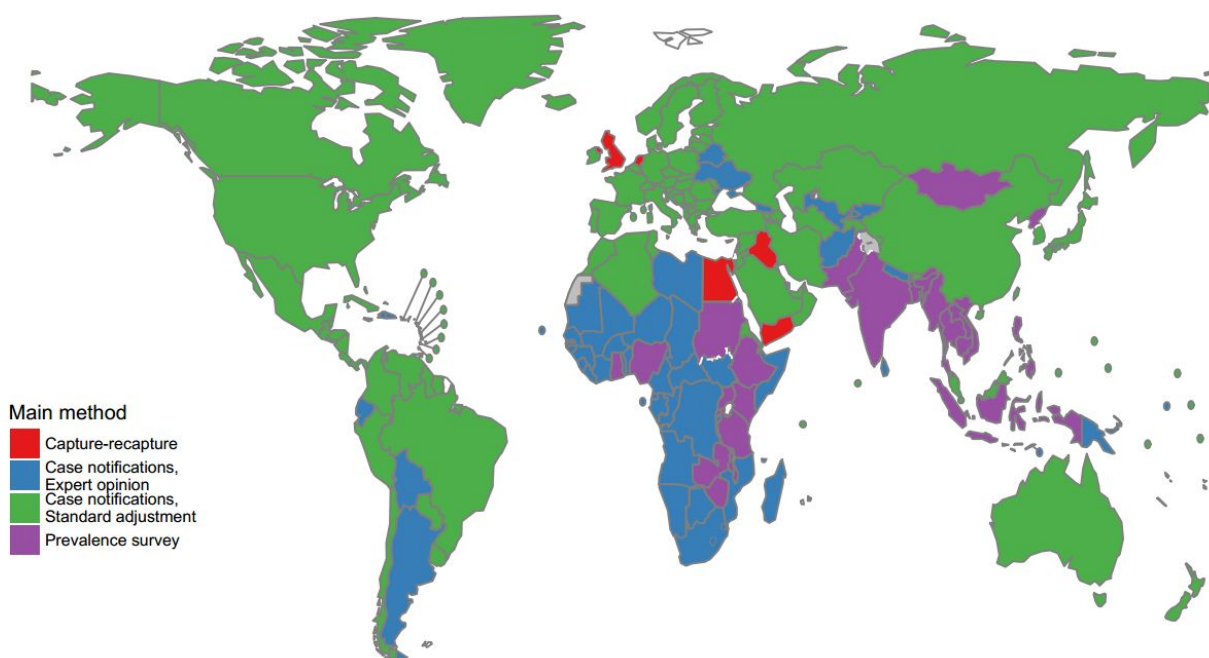 Main method
Capture-recapture
Case notifications,
Expert opinion
Case notifications,
Standard adjustment
Prevalence survey